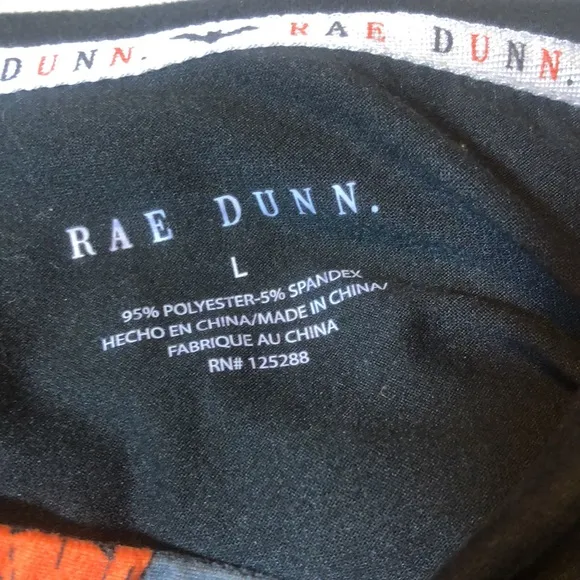 DUNN. RAE DUNN.
RAE DUNN.
L
95% POLYESTER-5% SPANDEX
HECHO EN CHINA/MADE IN CHINA/
FABRIQUE AU CHINA
RN# 125288